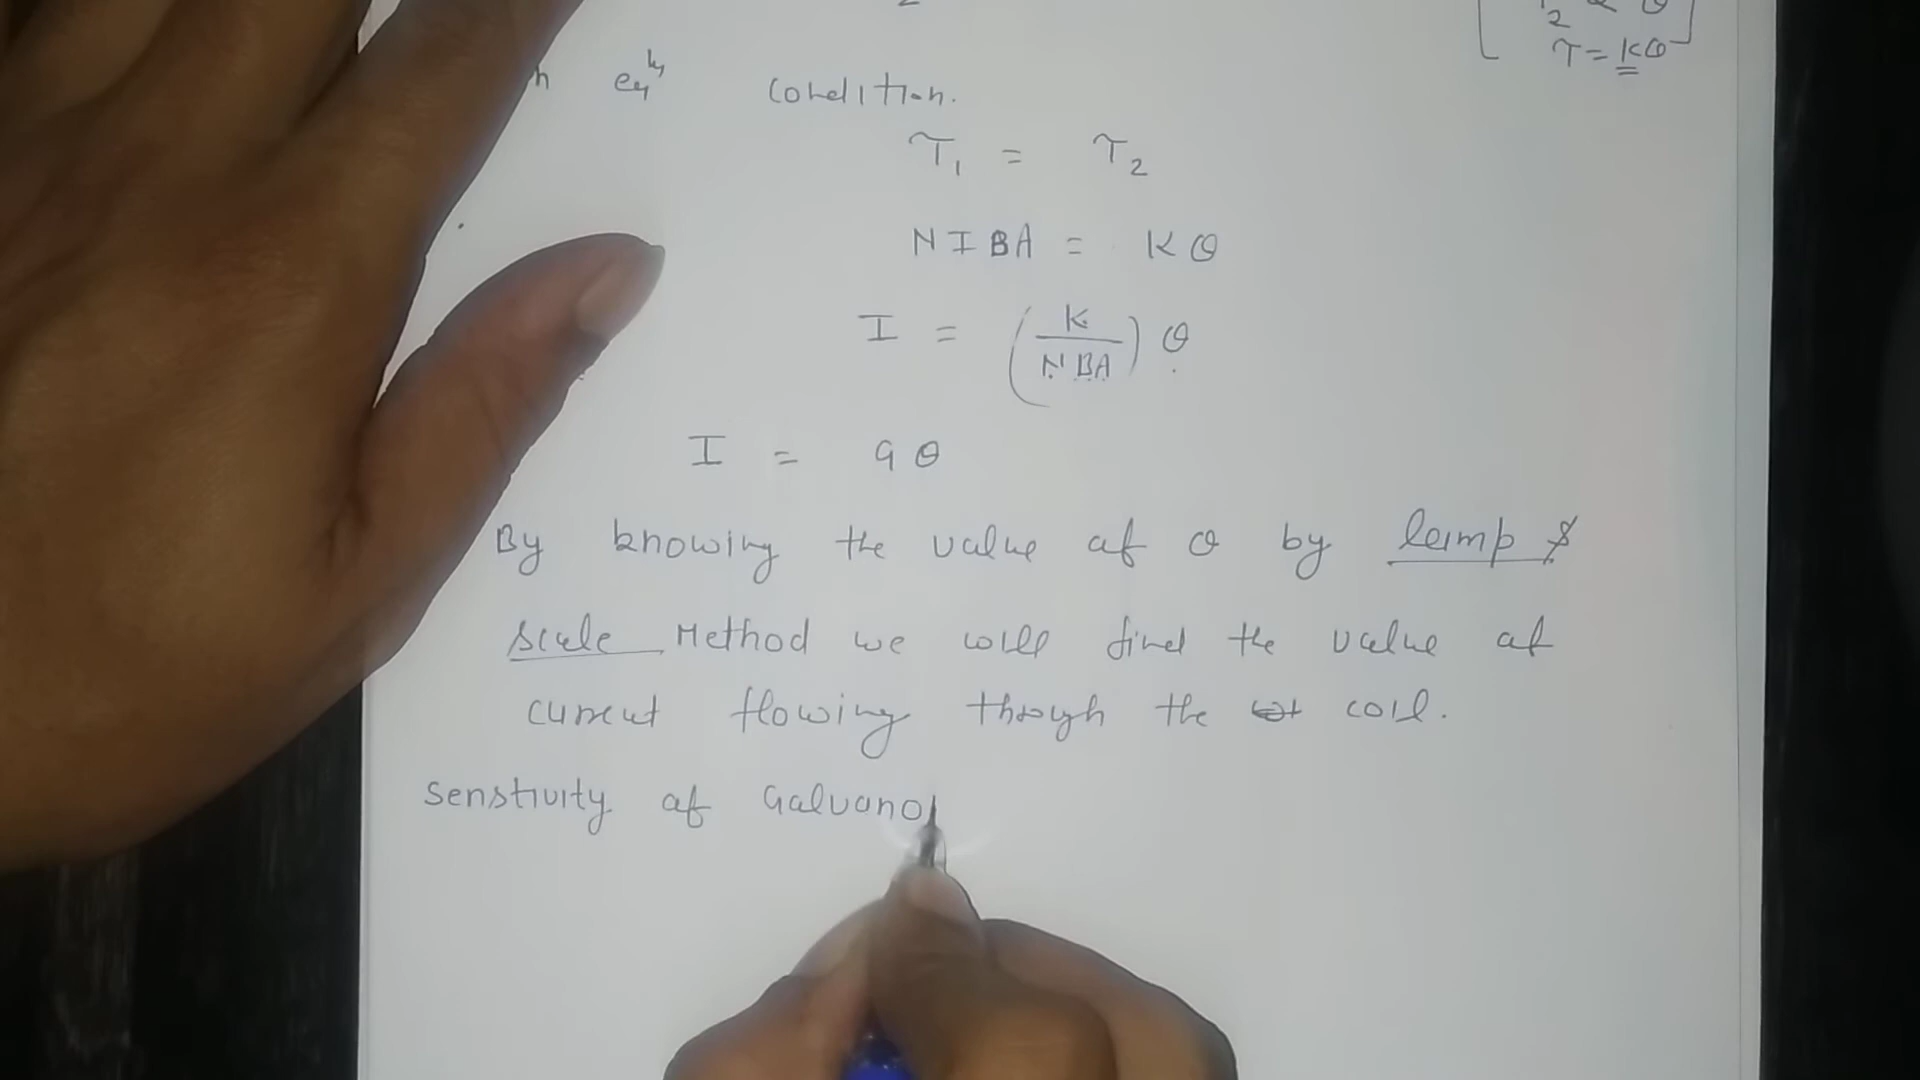 τ = Kθ
condition.
τ₁ = τ₂
NIBA = Kθ
I = (K/NBA) θ
I = Gθ
By knowing the value of θ by lamp &
scale Method we will find the value of
current flowing through the coil.
Senstivity of Galvano